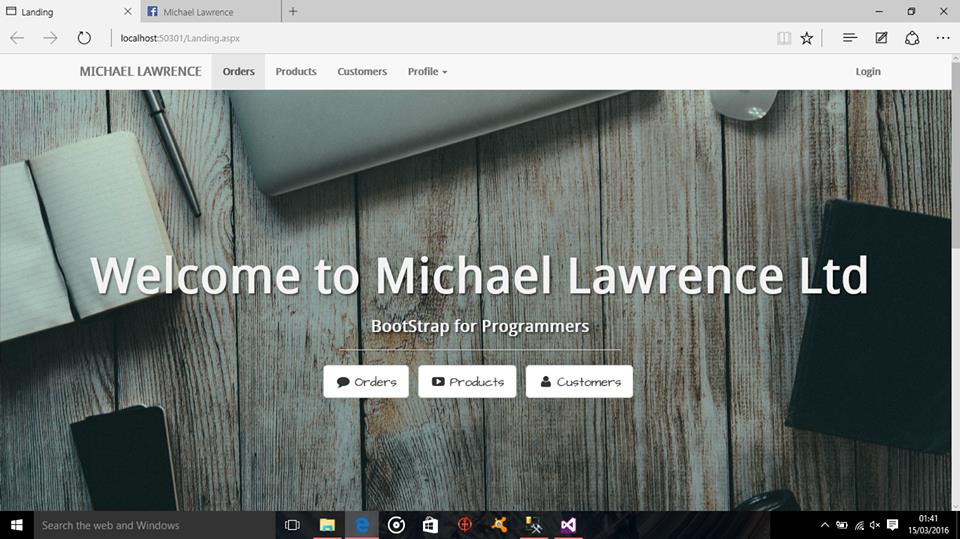 Landing
Michael Lawrence
localhost:50301/Landing.aspx
MICHAEL LAWRENCE Orders Products Customers Profile Login
Welcome to Michael Lawrence Ltd
BootStrap for Programmers
Orders Products Customers
Search the web and Windows
01:41
15/03/2016